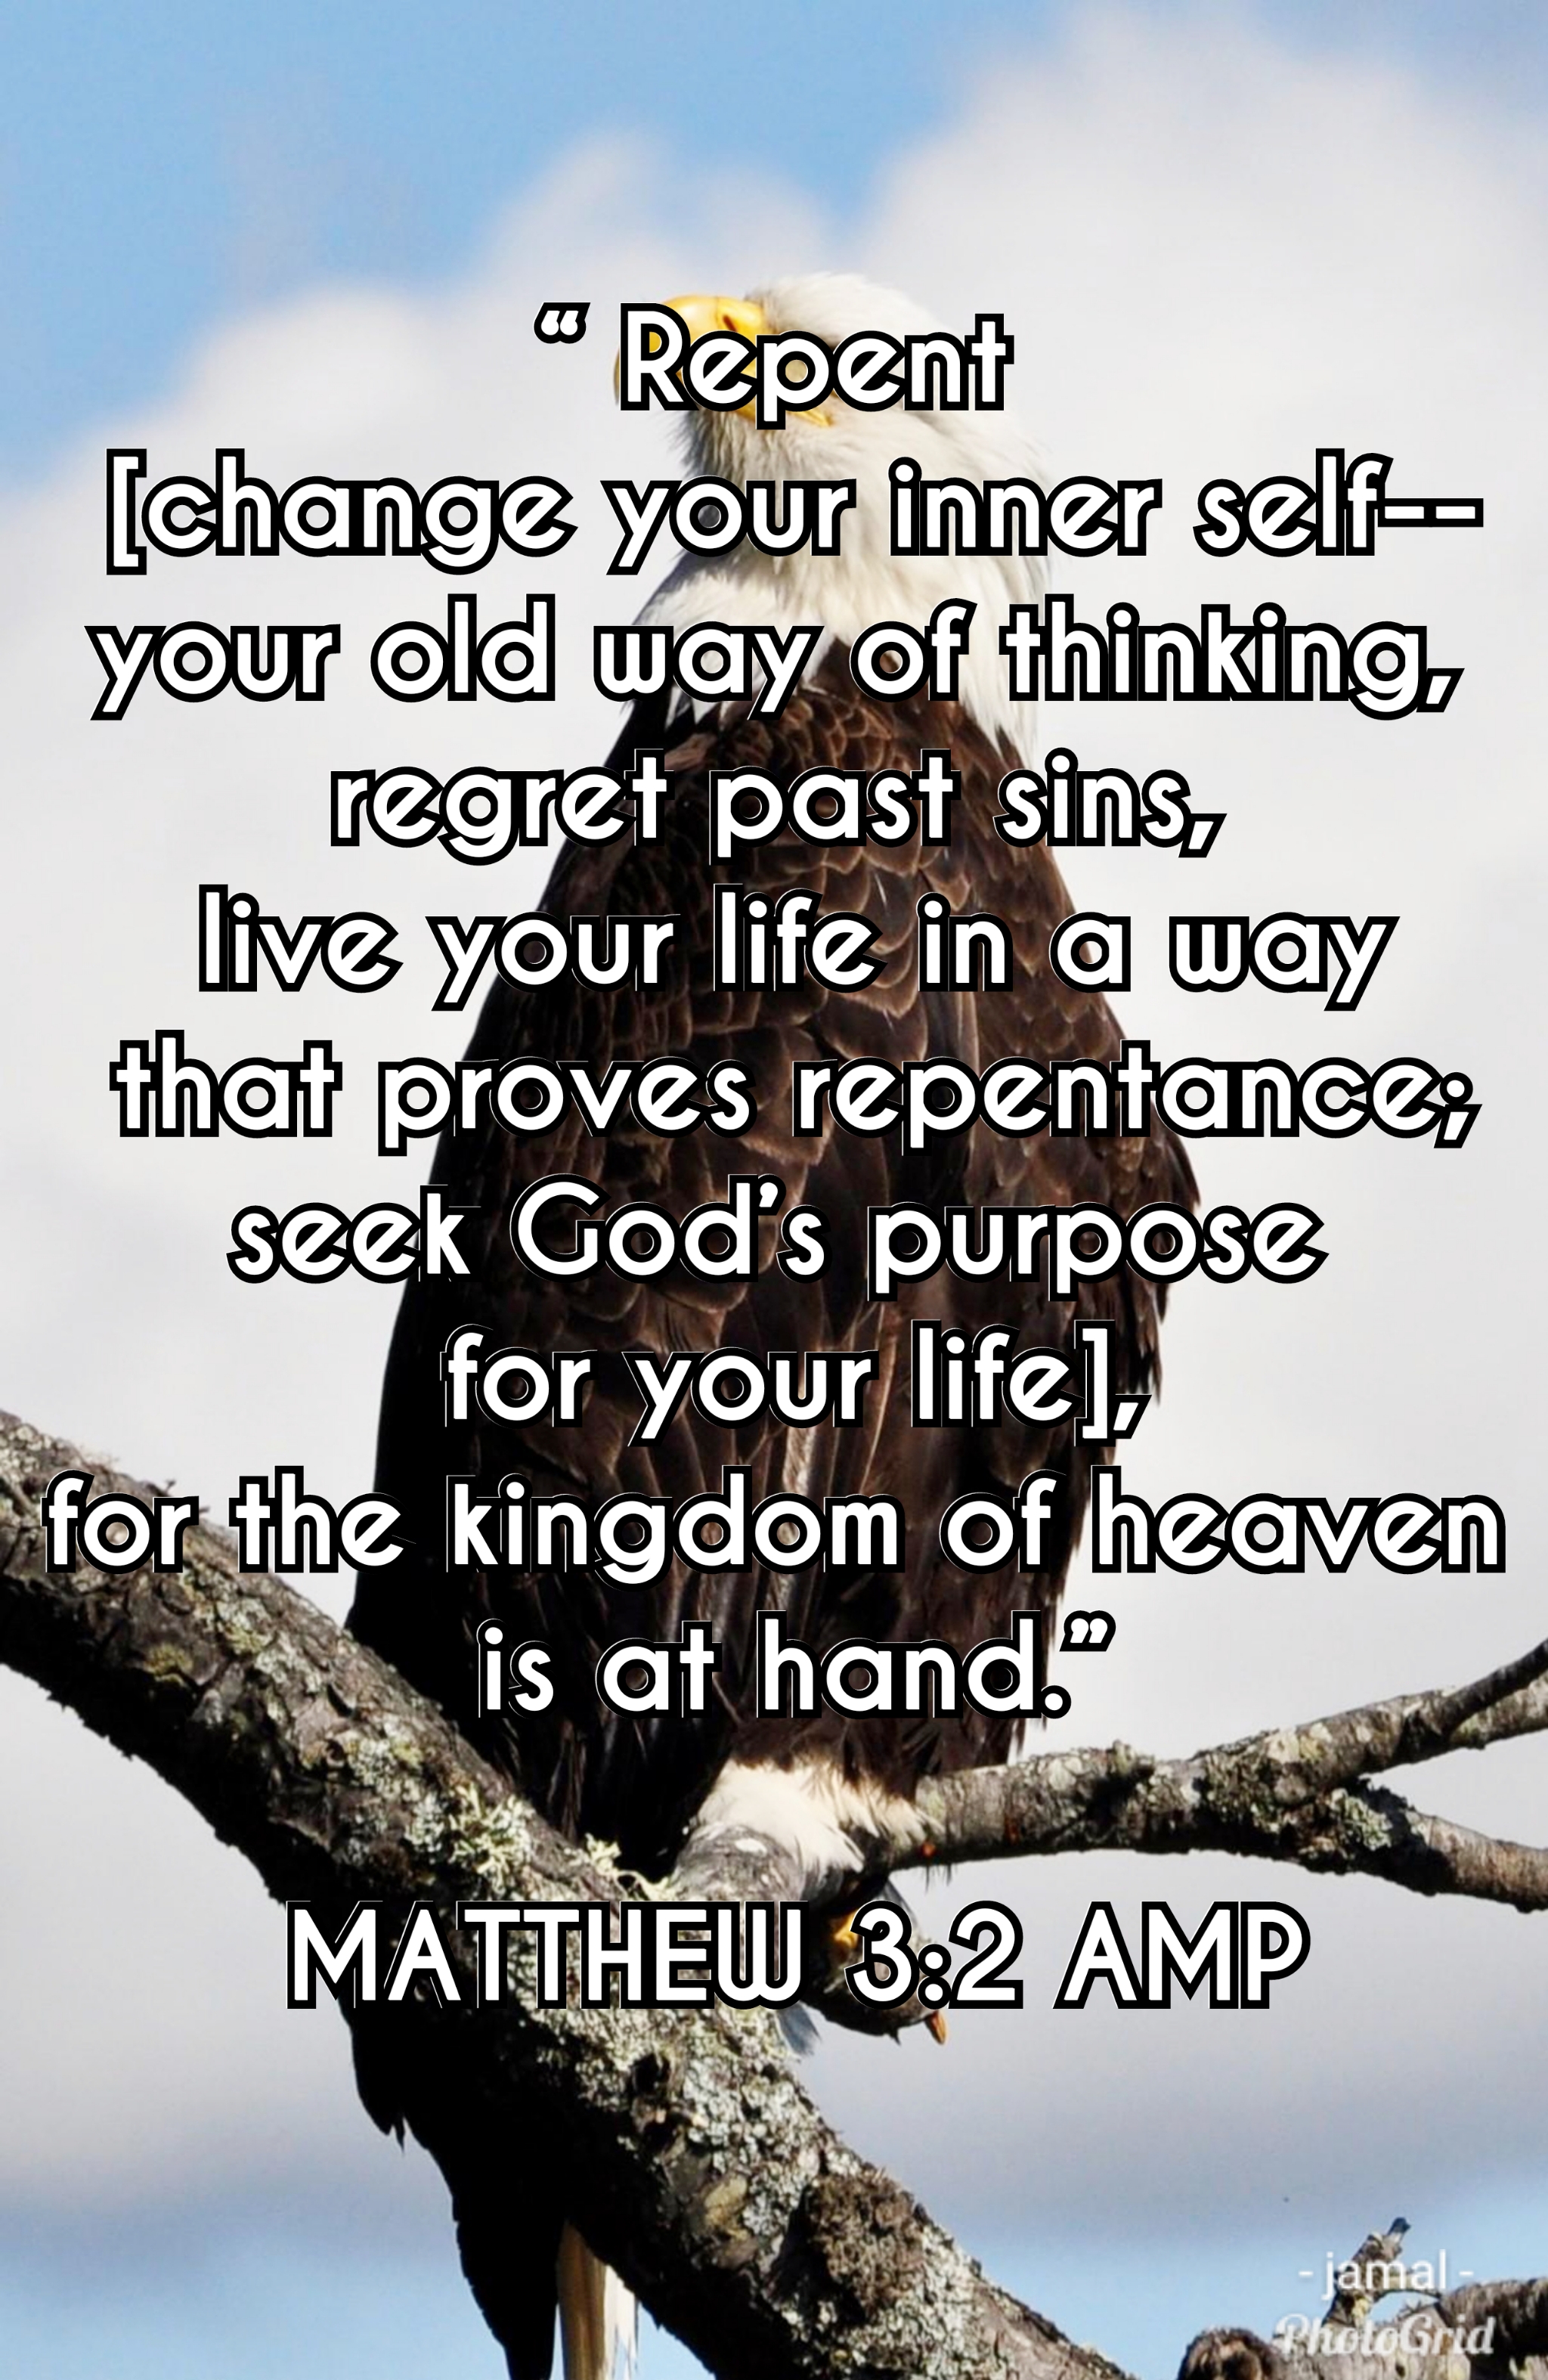 “ Repent
[change your inner self--
your old way of thinking,
regret past sins,
live your life in a way
that proves repentance;
seek God’s purpose
for your life],
for the kingdom of heaven
is at hand.”
MATTHEW 3:2 AMP
- jamal -
PhotoGrid